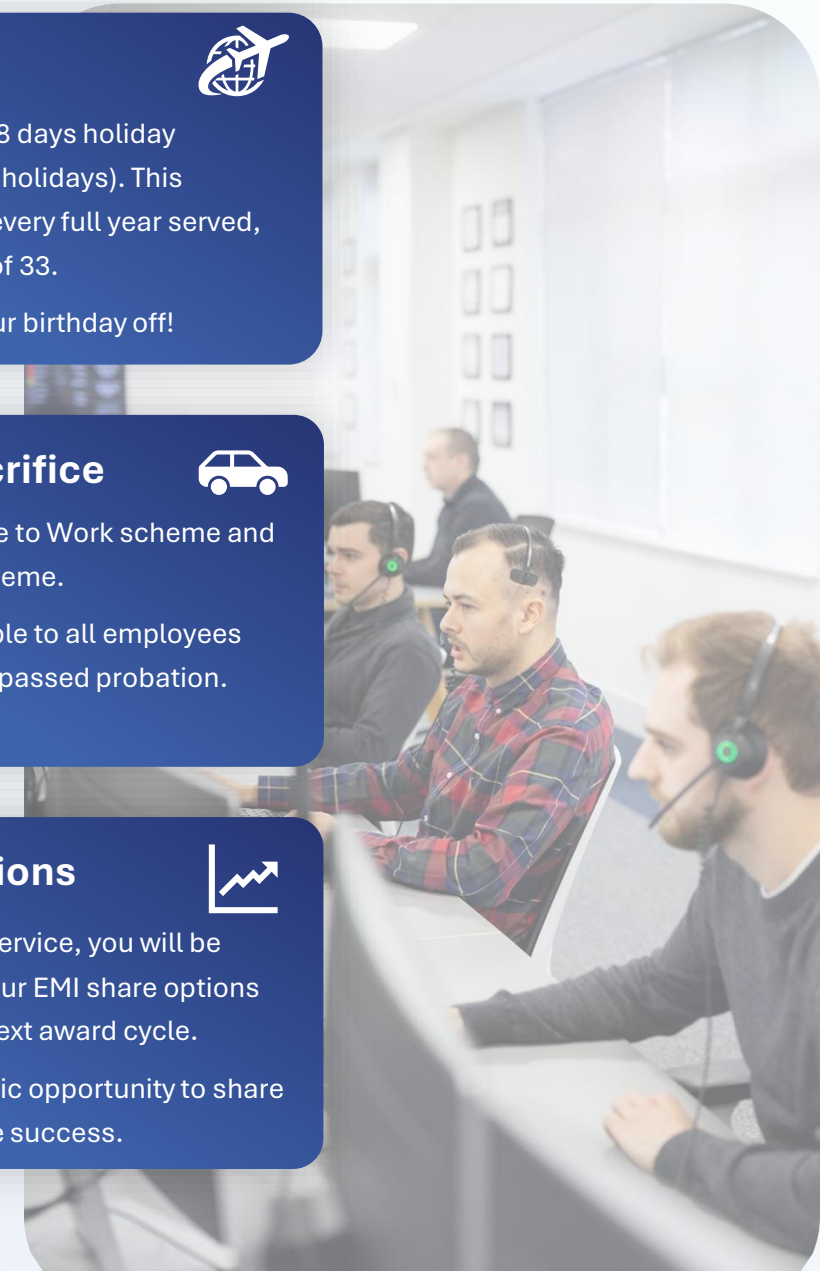 8 days holiday
holidays). This
every full year served,
of 33.
ur birthday off!
crifice
e to Work scheme and
eme.
ble to all employees
passed probation.
ions
ervice, you will be
ur EMI share options
ext award cycle.
ic opportunity to share
e success.